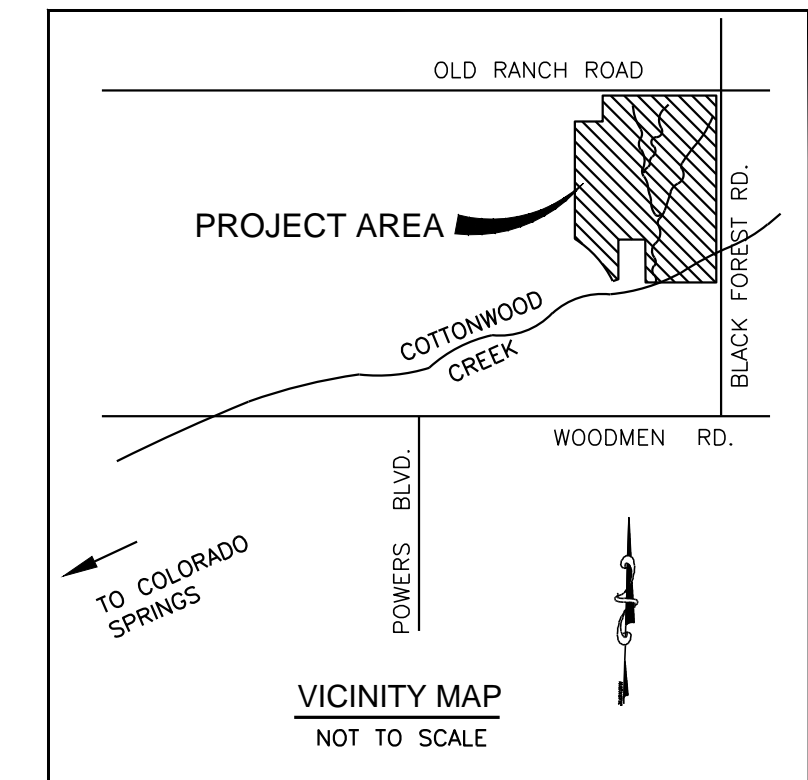 OLD RANCH ROAD
BLACK FOREST RD.
PROJECT AREA
COTTONWOOD
CREEK
WOODMEN RD.
POWERS BLVD.
TO COLORADO
SPRINGS
VICINITY MAP
NOT TO SCALE